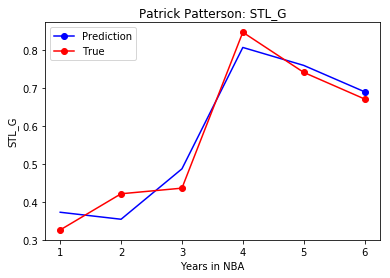 Patrick Patterson: STL_G
Prediction
True
STL_G
0.8
0.7
0.6
0.5
0.4
0.3
1 2 3 4 5 6
Years in NBA